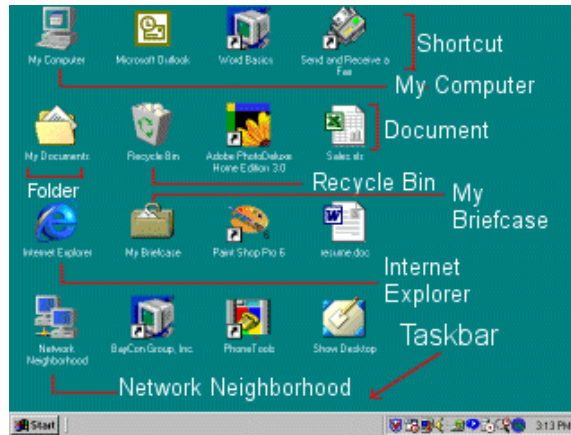 Shortcut
My Computer
Microsoft Outlook
Word Basics
Send and Receive a
Fax
My Computer
Document
My Documents
Recycle Bin
Adobe PhotoDeluxe
Home Edition 3.0
Sales.xls
Folder
Recycle Bin
My
Briefcase
Internet Explorer
My Briefcase
Paint Shop Pro 6
resume.doc
Internet
Explorer
Taskbar
Network
Neighborhood
BayCon Group, Inc.
PhoneTools
Show Desktop
Network Neighborhood
Start
3:13 PM